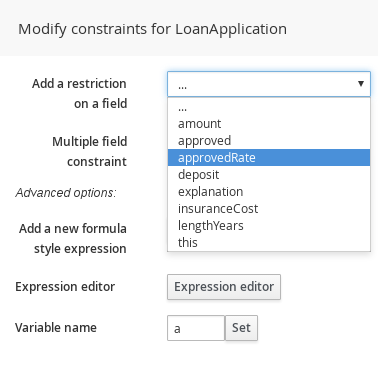 Modify constraints for LoanApplication
Add a restriction
on a field
...
...
amount
approved
approvedRate
deposit
explanation
insuranceCost
lengthYears
this
Multiple field
constraint
Advanced options:
Add a new formula
style expression
Expression editor
Expression editor
Variable name
a
Set